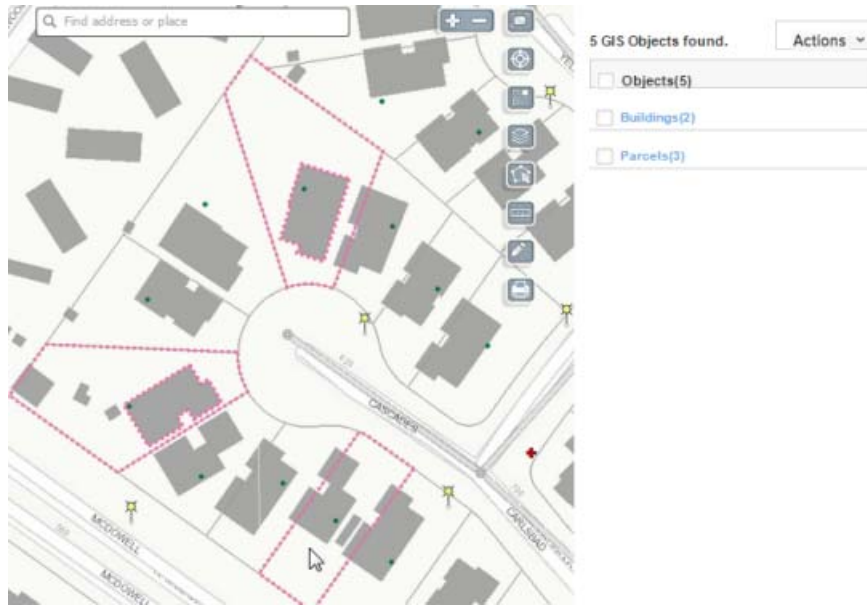 Find address or place
5 GIS Objects found.
Actions
Objects(5)
Buildings(2)
Parcels(3)
CASCADES
CARLSBAD
MCDOWELL
MCDOWELL